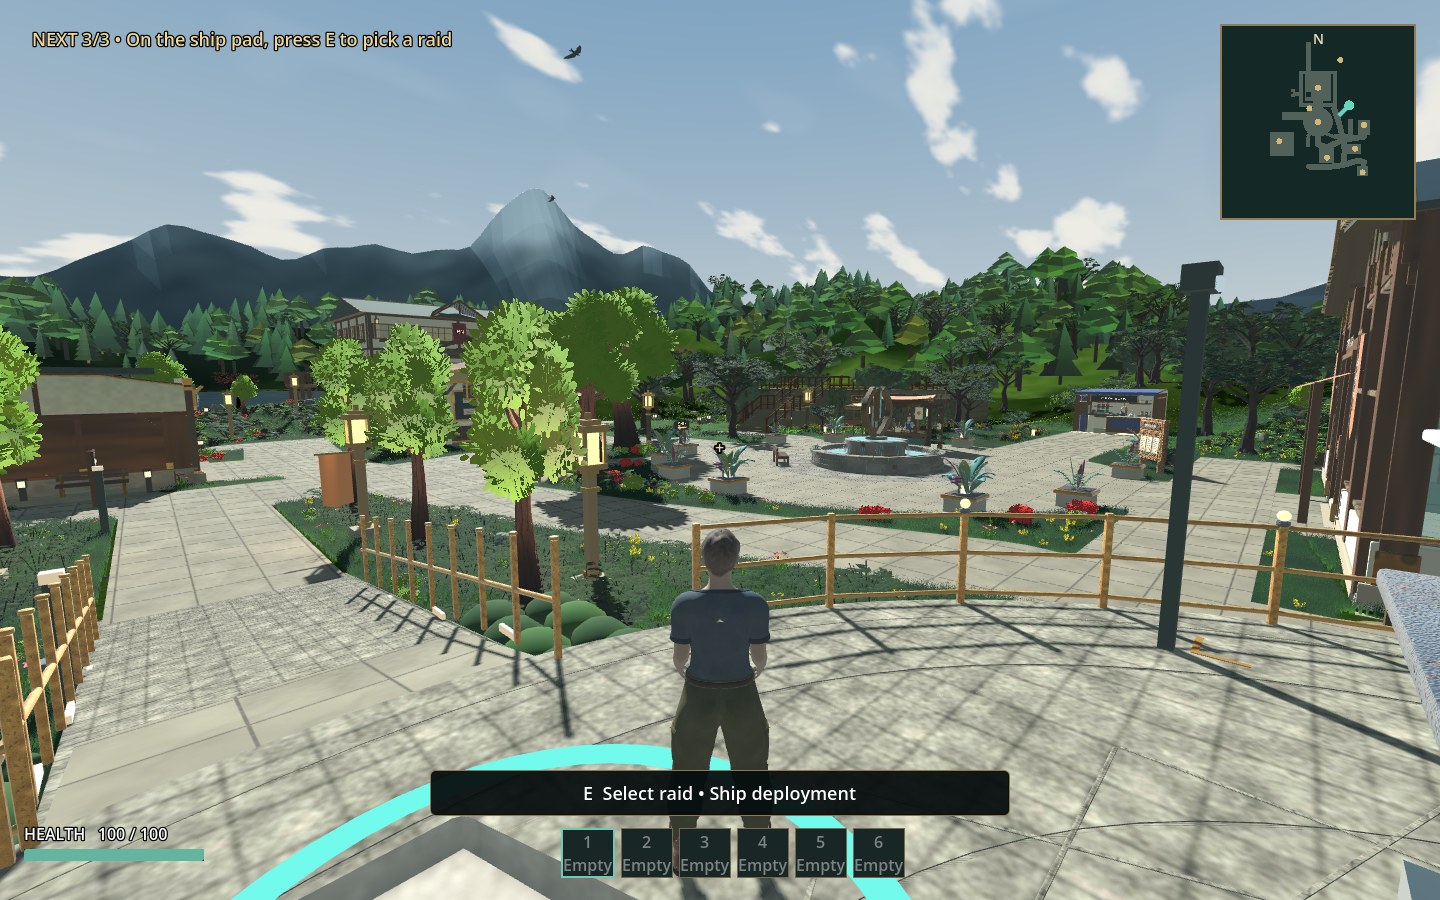 NEXT 3/3 • On the ship pad, press E to pick a raid
N
E Select raid • Ship deployment
HEALTH 100 / 100
1 2 3 4 5 6
Empty Empty Empty Empty Empty Empty